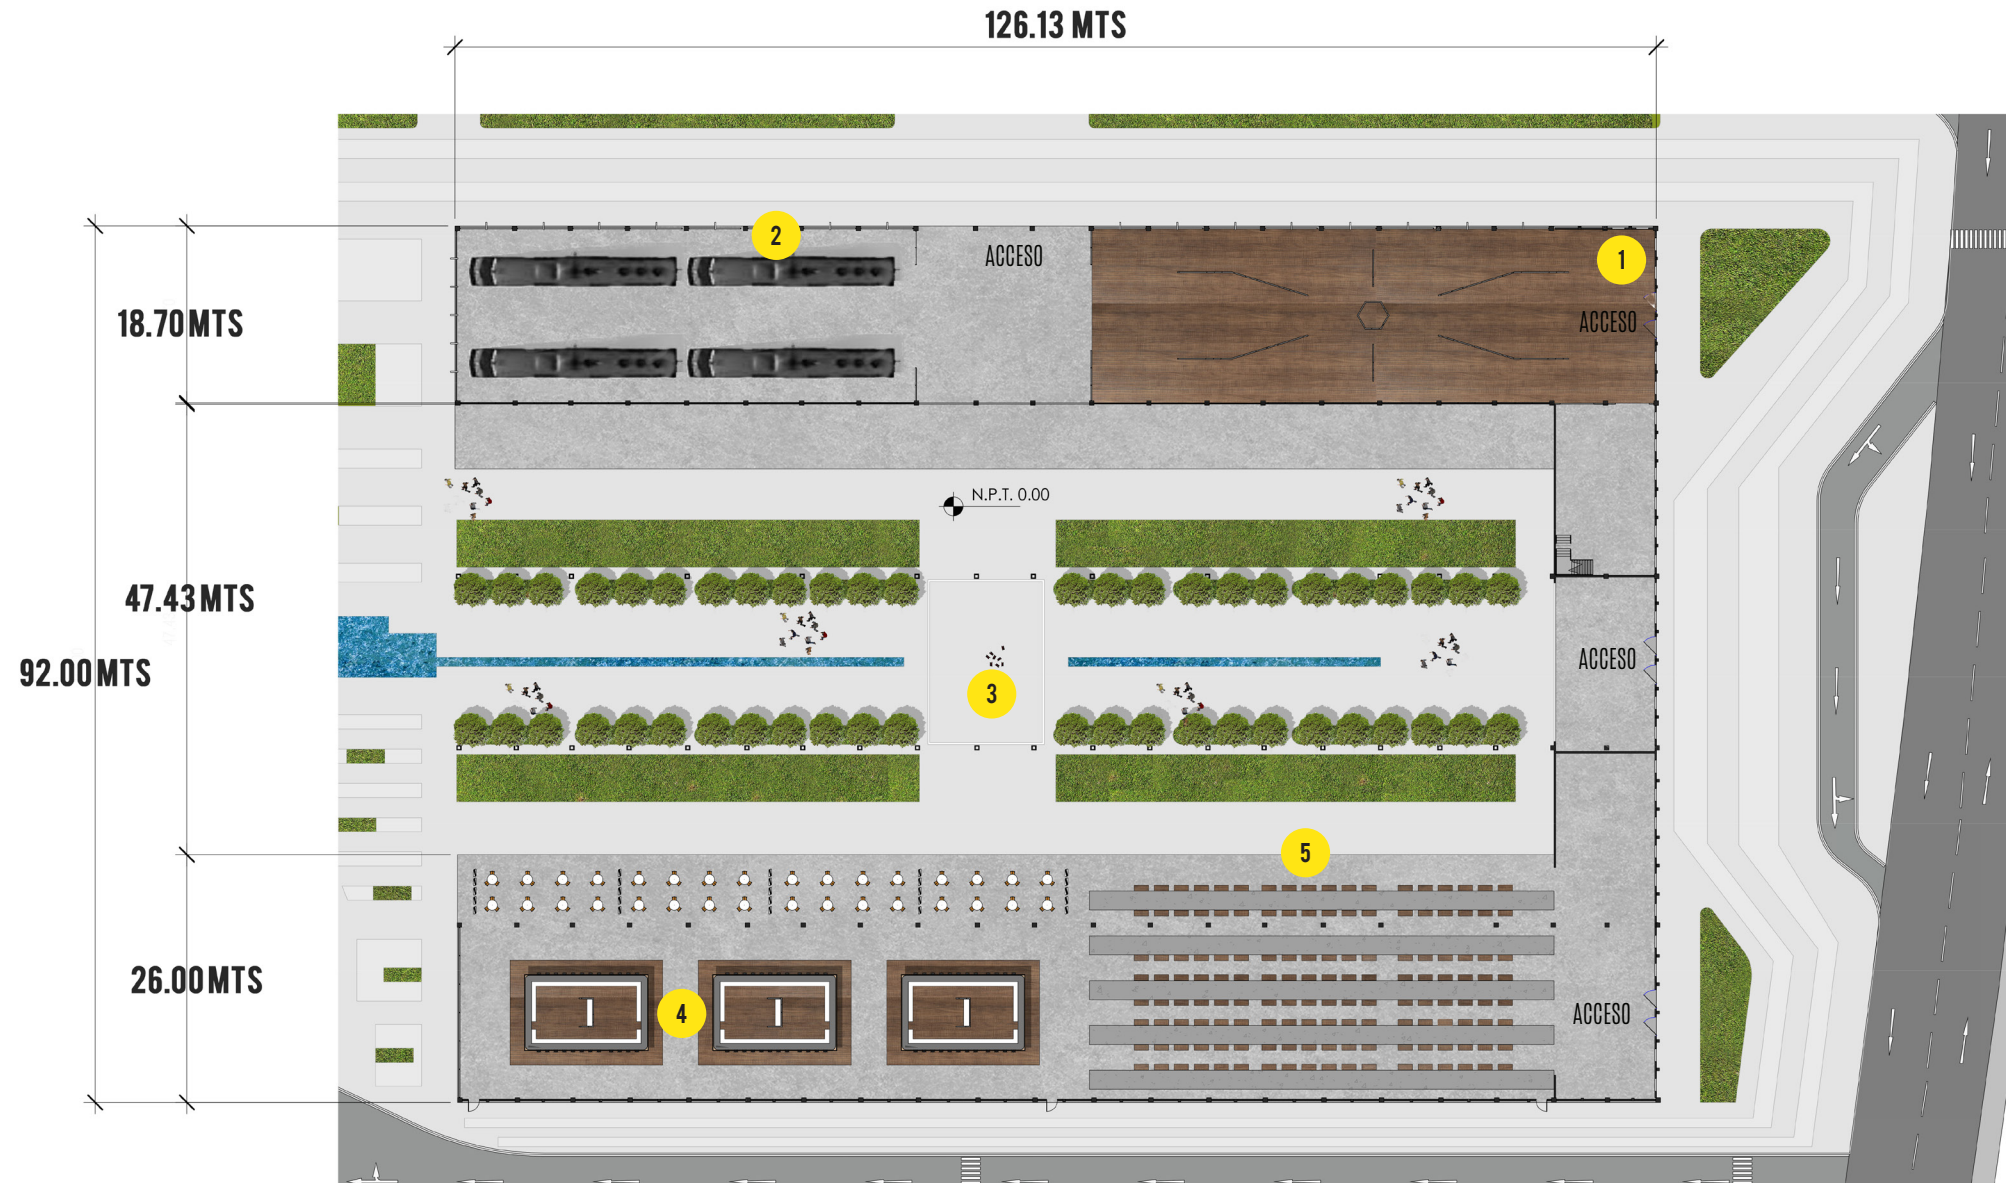 126.13 MTS
2
ACCESO
1
18.70 MTS
ACCESO
N.P.T. 0.00
47.43 MTS
ACCESO
92.00 MTS
3
5
26.00 MTS
4
ACCESO